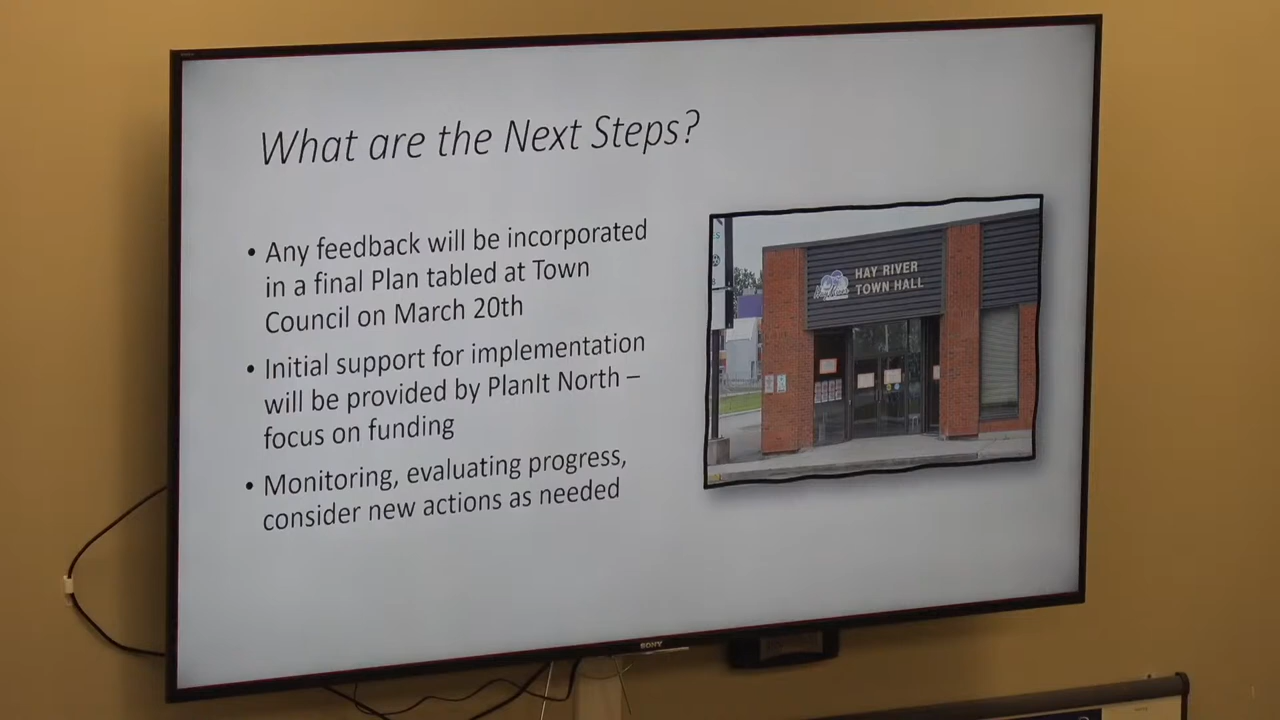 What are the Next Steps?
• Any feedback will be incorporated
in a final Plan tabled at Town
Council on March 20th
• Initial support for implementation
will be provided by PlanIt North –
focus on funding
• Monitoring, evaluating progress,
consider new actions as needed
HAY RIVER
TOWN HALL
SONY